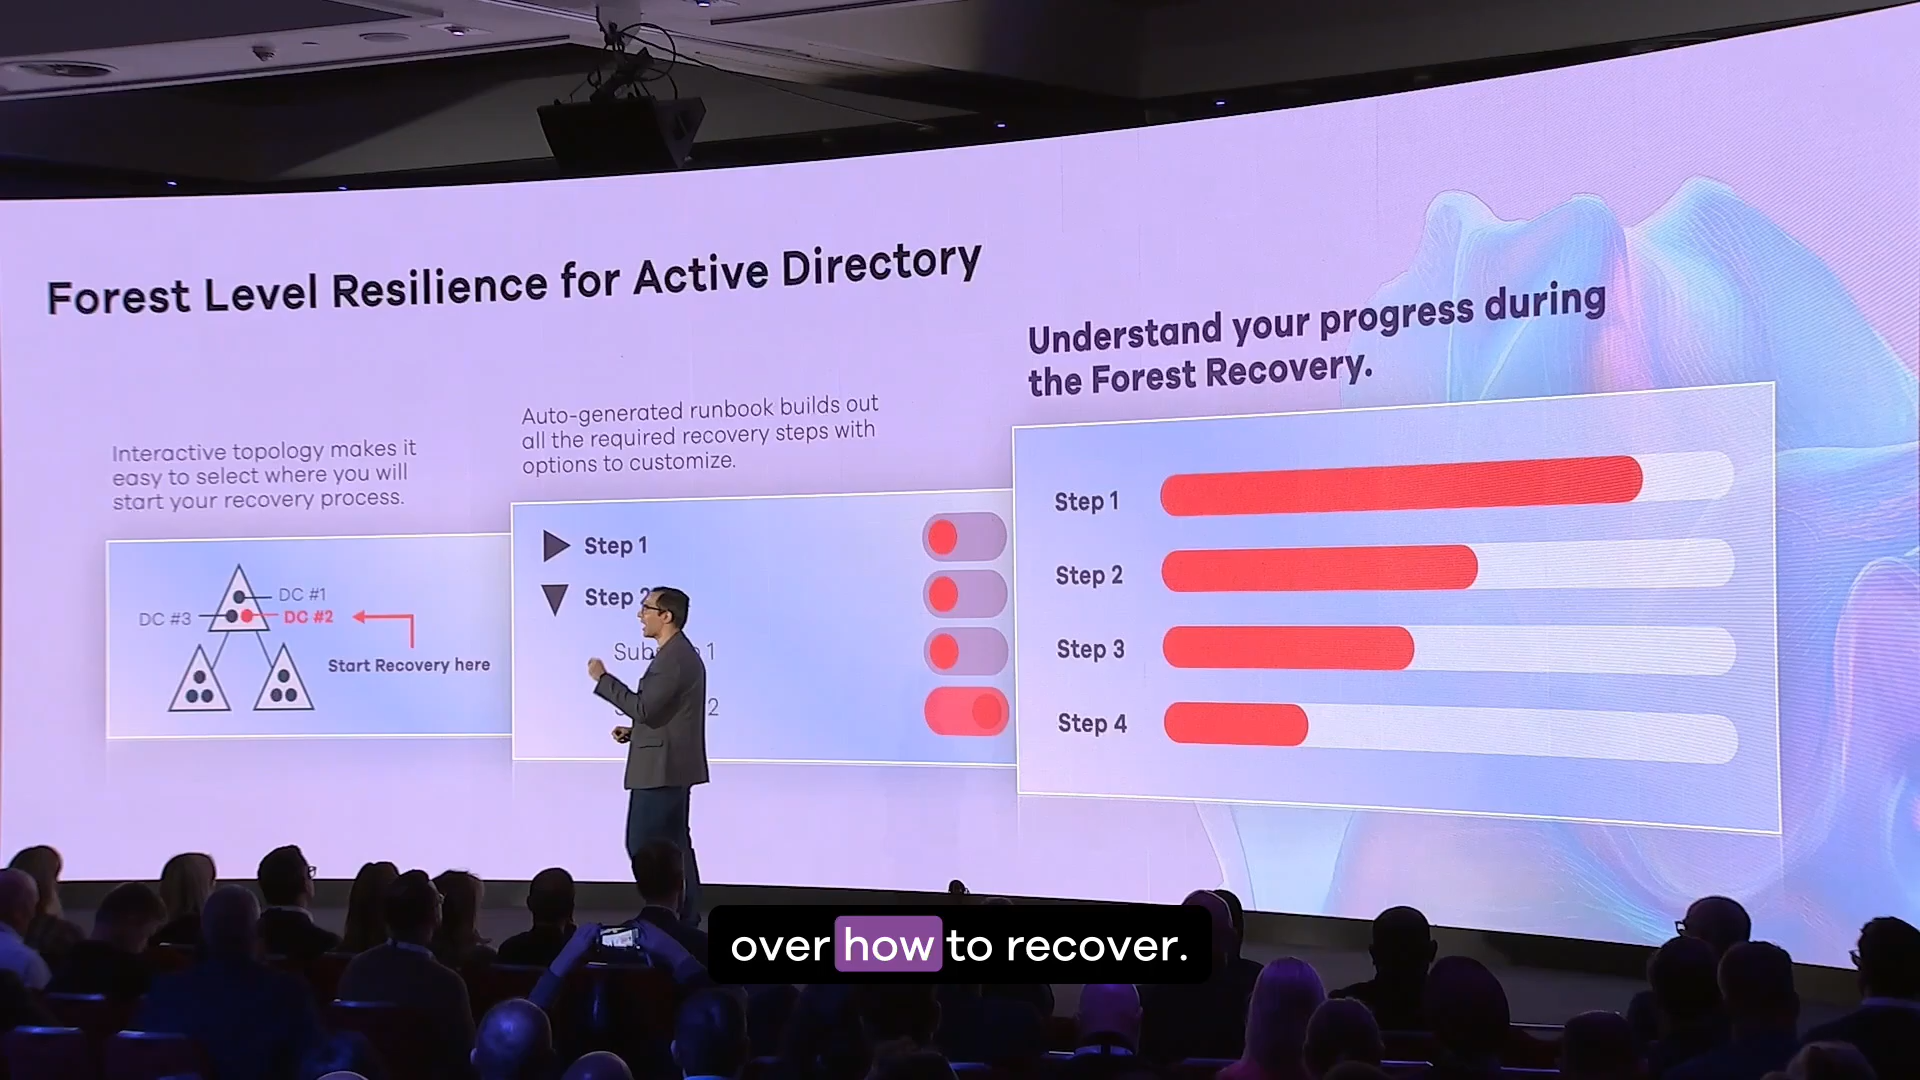 Forest Level Resilience for Active Directory
Interactive topology makes it
easy to select where you will
start your recovery process.
DC #1
DC #3
DC #2
Start Recovery here
Auto-generated runbook builds out
all the required recovery steps with
options to customize.
Step 1
Step 2
1
2
Understand your progress during
the Forest Recovery.
Step 1
Step 2
Step 3
Step 4
over how to recover.